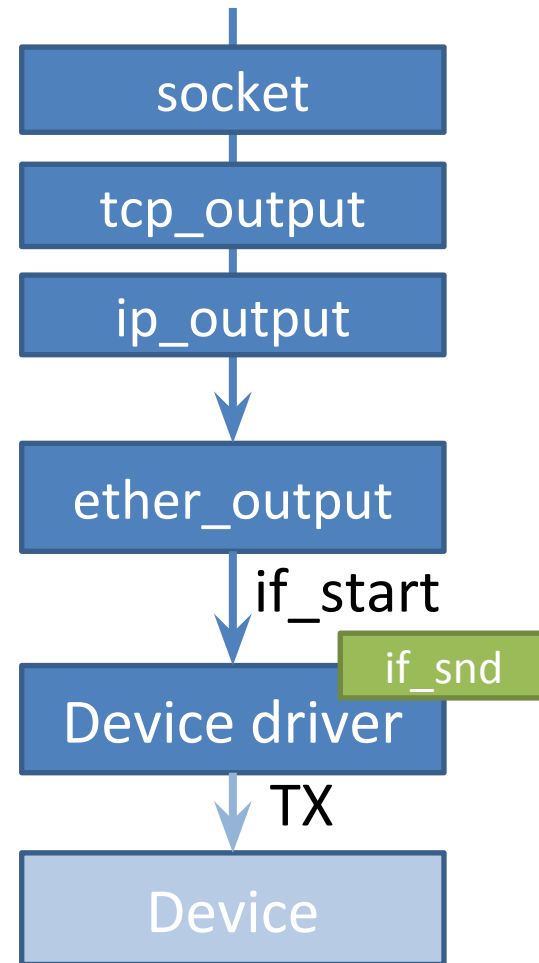 socket
tcp_output
ip_output
ether_output
if_start
if_snd
Device driver
TX
Device